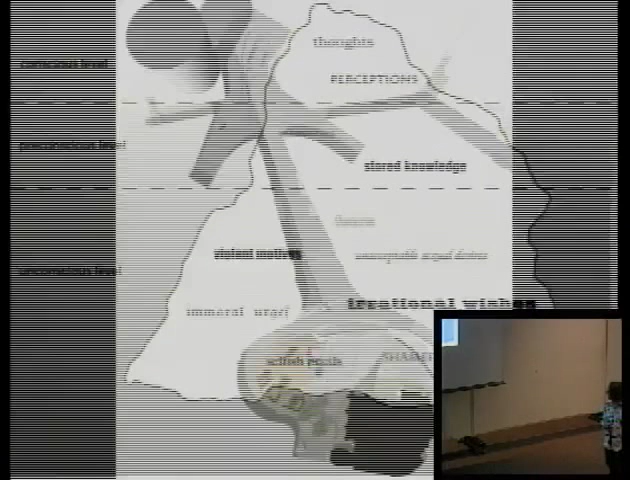 thoughts
conscious level
PERCEPTIONS
preconscious level
stored knowledge
fears
violent motives
unacceptable sexual desires
unconscious level
irrational wishes
immoral urges
selfish needs
SHAMEF